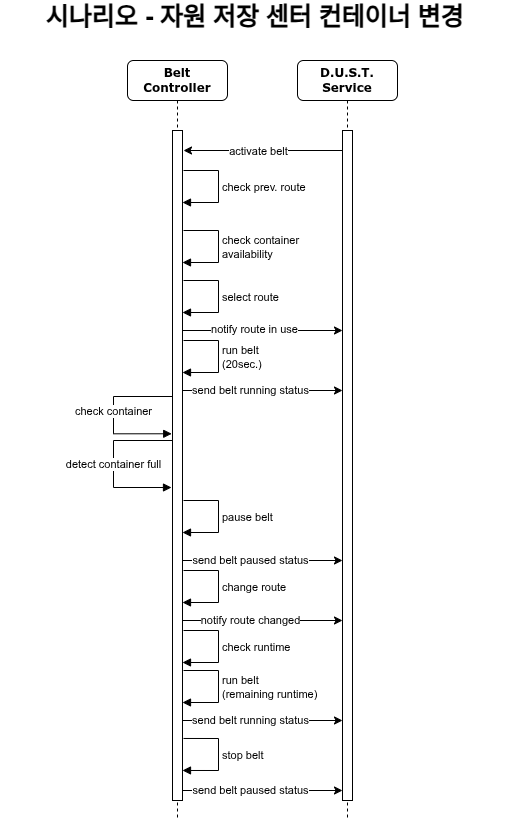 시나리오 - 자원 저장 센터 컨테이너 변경
Belt
Controller
D.U.S.T.
Service
activate belt
check prev. route
check container
availability
select route
notify route in use
run belt
(20sec.)
send belt running status
check container
detect container full
pause belt
send belt paused status
change route
notify route changed
check runtime
run belt
(remaining runtime)
send belt running status
stop belt
send belt paused status